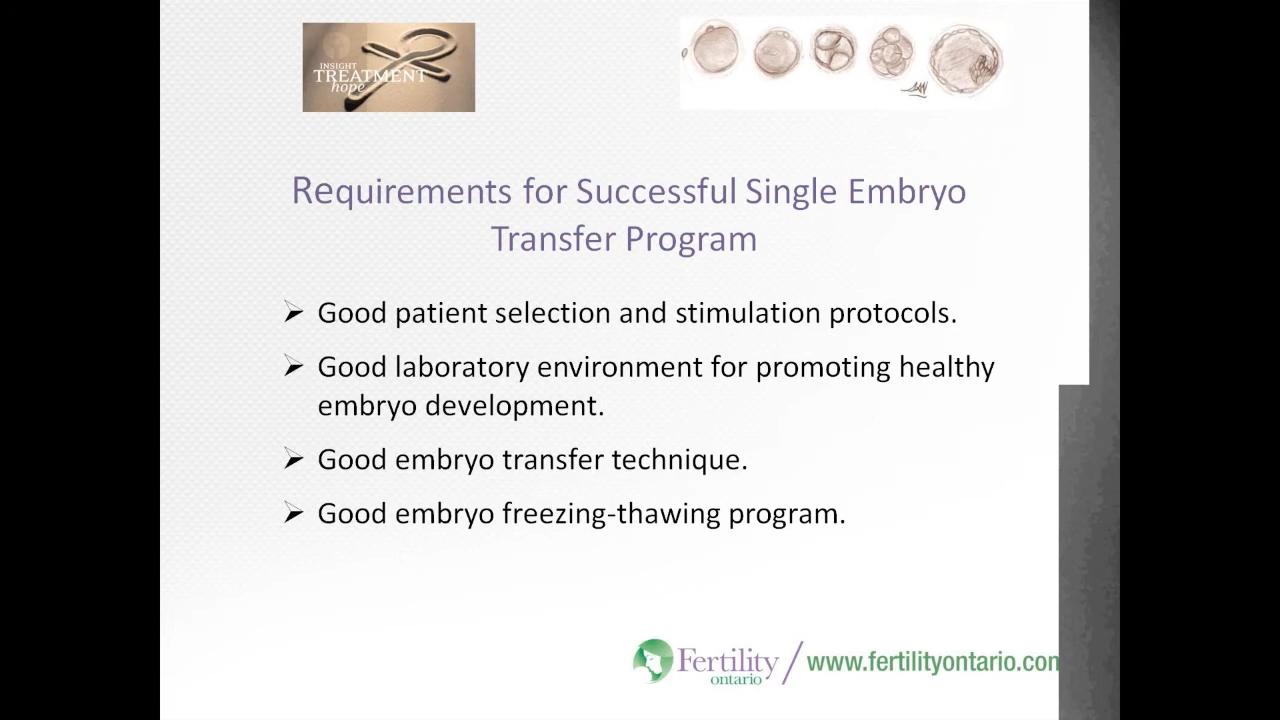 INSIGHT
TREATMENT
hope
Requirements for Successful Single Embryo
Transfer Program
Good patient selection and stimulation protocols.
Good laboratory environment for promoting healthy
embryo development.
Good embryo transfer technique.
Good embryo freezing-thawing program.
Fertility
ontario
/ www.fertilityontario.com